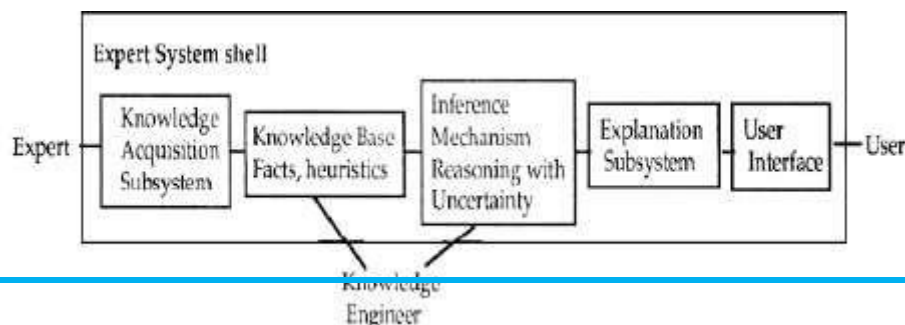 Expert System shell
Expert
Knowledge
Acquisition
Subsystem
Knowledge Base
Facts, heuristics
Inference
Mechanism
Reasoning with
Uncertainty
Explanation
Subsystem
User
Interface
User
Knowledge
Engineer